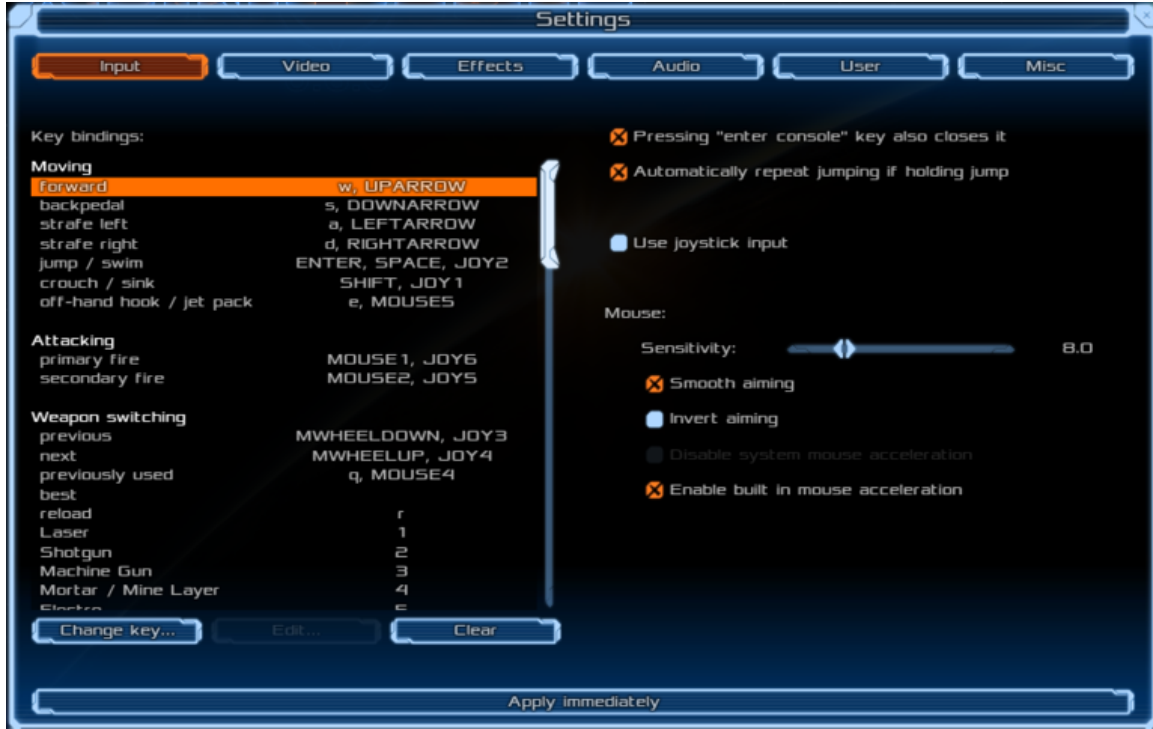 Settings
Input Video Effects Audio User Misc
Key bindings:
Moving
forward w, UPARROW
backpedal s, DOWNARROW
strafe left a, LEFTARROW
strafe right d, RIGHTARROW
jump / swim ENTER, SPACE, JOY2
crouch / sink SHIFT, JOY1
off-hand hook / jet pack e, MOUSE5
Attacking
primary fire MOUSE1, JOY6
secondary fire MOUSE2, JOY5
Weapon switching
previous MWHEELDOWN, JOY3
next MWHEELUP, JOY4
previously used q, MOUSE4
best
reload r
Laser 1
Shotgun 2
Machine Gun 3
Mortar / Mine Layer 4
Electro 5
Change key... Edit... Clear
Pressing "enter console" key also closes it
Automatically repeat jumping if holding jump
Use joystick input
Mouse:
Sensitivity: 8.0
Smooth aiming
Invert aiming
Disable system mouse acceleration
Enable built in mouse acceleration
Apply immediately